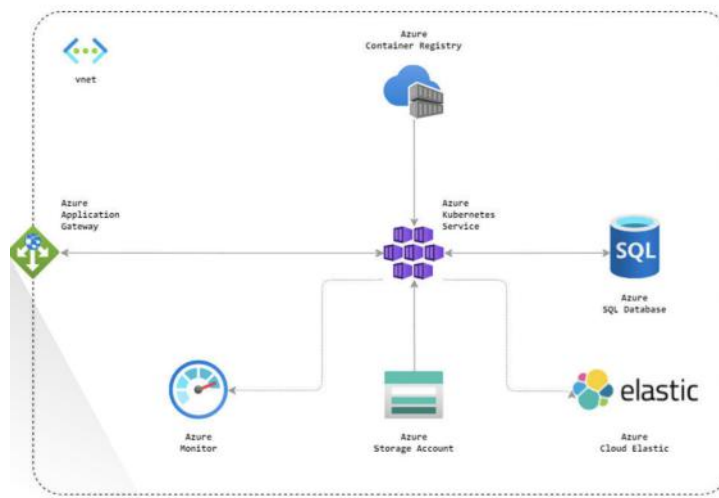 Azure
Container Registry
vnet
Azure
Application
Gateway
Azure
Kubernetes
Service
SQL
Azure
SQL Database
elastic
Azure
Monitor
Azure
Storage Account
Azure
Cloud Elastic